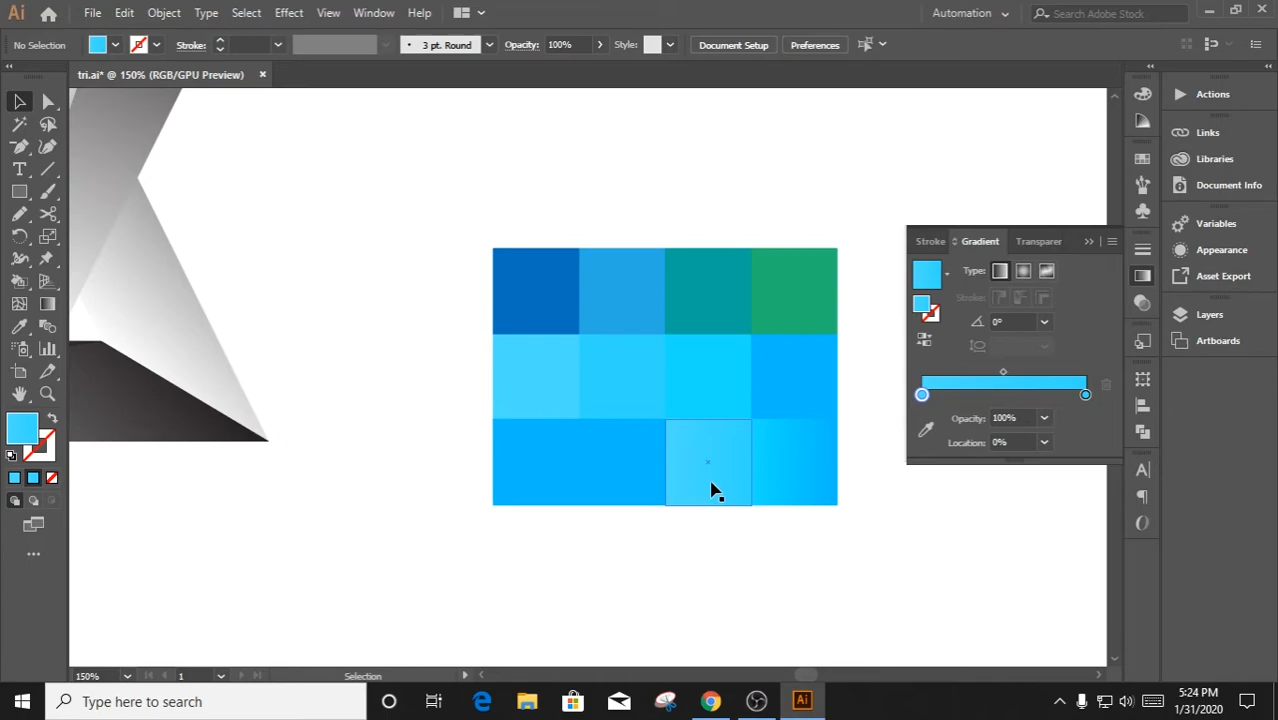 Ai File Edit Object Type Select Effect View Window Help Automation Search Adobe Stock
No Selection Stroke: 3 pt. Round Opacity: 100% Style: Document Setup Preferences
tri.ai* @ 150% (RGB/GPU Preview)
Actions
Links
Libraries
Document Info
Variables
Appearance
Asset Export
Layers
Artboards
Stroke Gradient Transparer
Type:
Stroke:
0°
Opacity: 100%
Location: 0%
150% 1 Selection
Type here to search
Ai
5:24 PM
1/31/2020